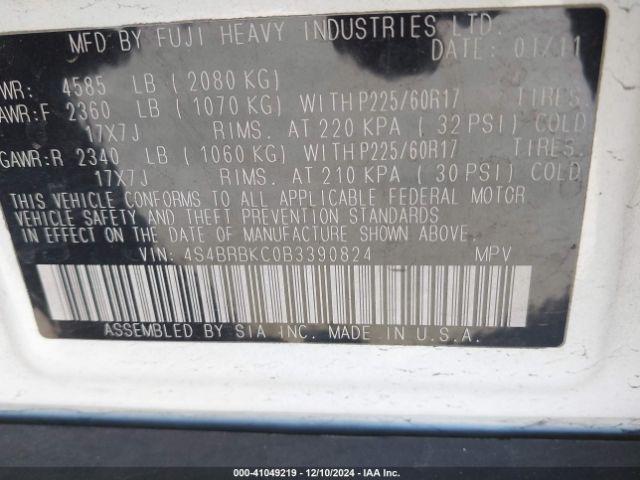 MFD BY FUJI HEAVY INDUSTRIES LTD.
DATE: 01/11
WR: 4585 LB ( 2080 KG)
AWR:F 2360 LB ( 1070 KG) WITH P225/60R17 TIRES.
17X7J RIMS. AT 220 KPA ( 32 PSI) COLD
GAWR:R 2340 LB ( 1060 KG) WITH P225/60R17 TIRES.
17X7J RIMS. AT 210 KPA ( 30 PSI) COLD
THIS VEHICLE CONFORMS TO ALL APPLICABLE FEDERAL MOTOR
VEHICLE SAFETY AND THEFT PREVENTION STANDARDS
IN EFFECT ON THE DATE OF MANUFACTURE SHOWN ABOVE.
VIN: 4S4BRBKC0B3390824 MPV
ASSEMBLED BY SIA INC. MADE IN U.S.A.
000-41049219 - 12/10/2024 - IAA Inc.